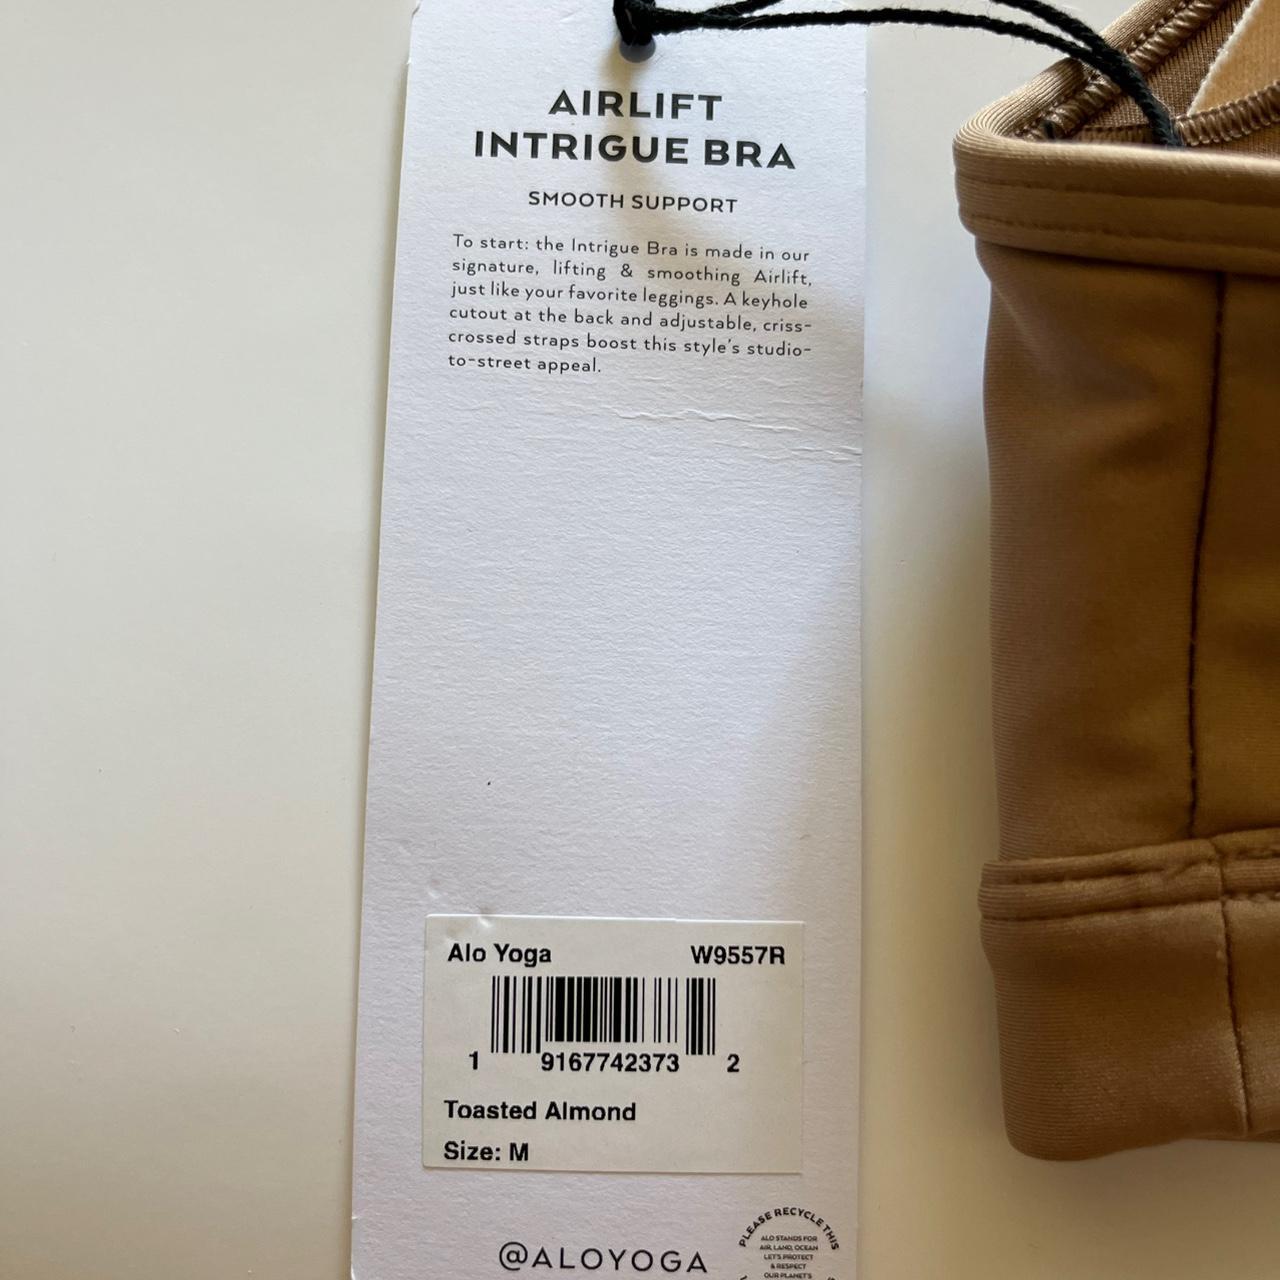 AIRLIFT
INTRIGUE BRA
SMOOTH SUPPORT
To start: the Intrigue Bra is made in our
signature, lifting & smoothing Airlift,
just like your favorite leggings. A keyhole
cutout at the back and adjustable, criss-
crossed straps boost this style's studio-
to-street appeal.
Alo Yoga W9557R
1 9167742373 2
Toasted Almond
Size: M
@ALOYOGA
PLEASE RECYCLE THIS
ALO STANDS FOR
AIR, LAND, OCEAN
LET'S PROTECT
& RESPECT
OUR PLANET'S